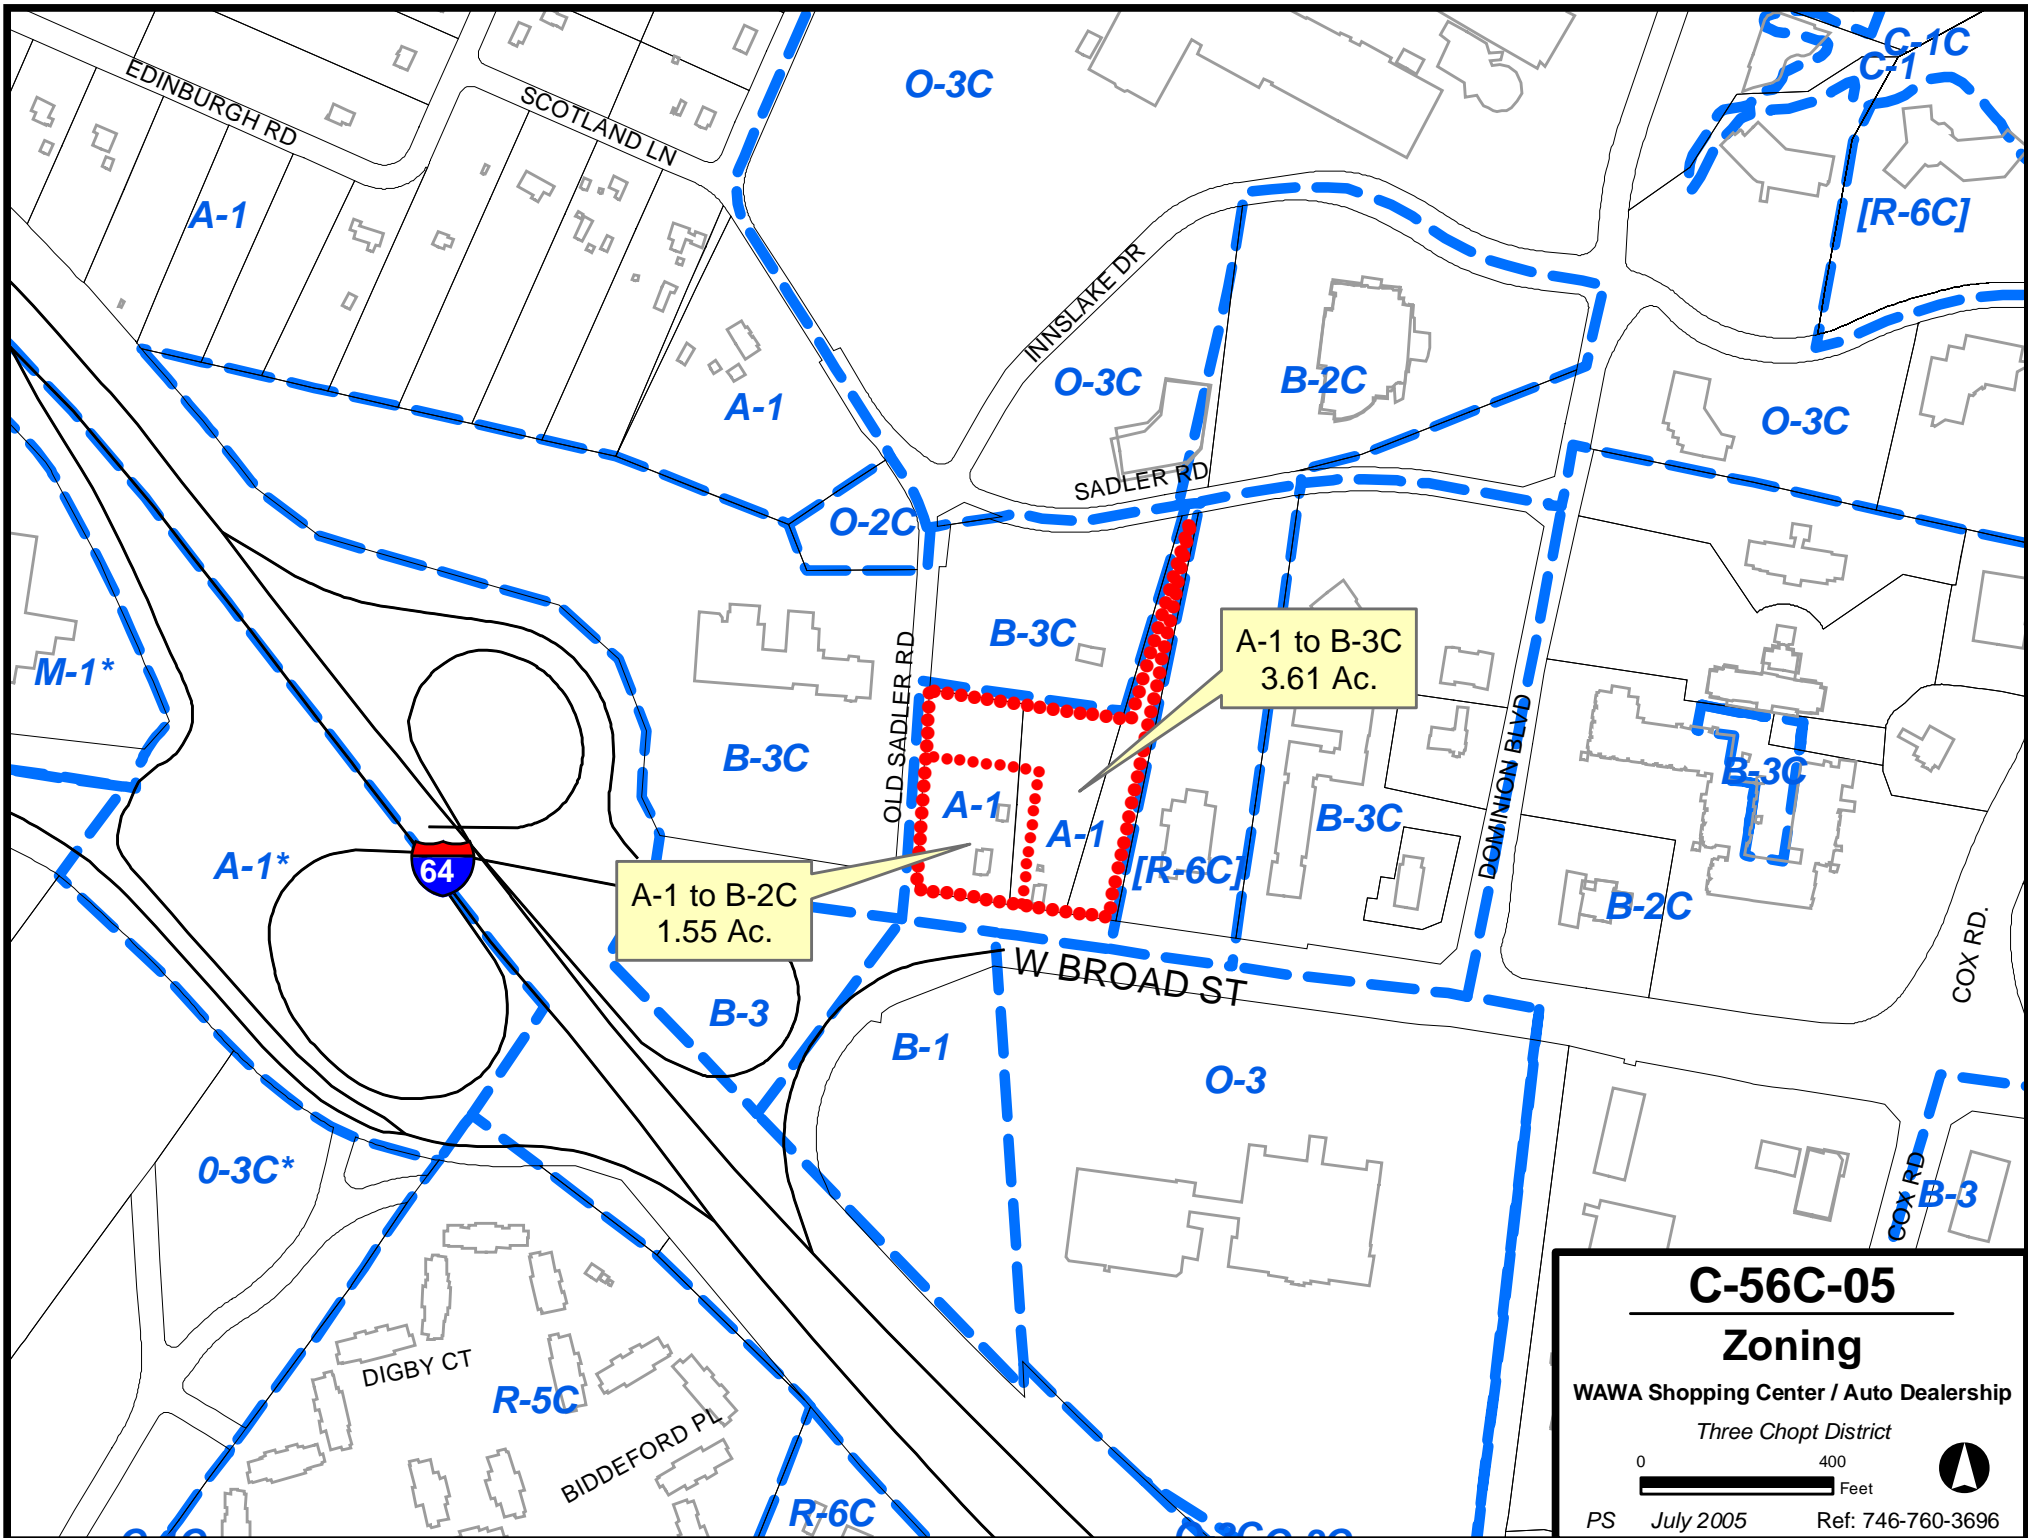 O-3C
C-1C
C-1
EDINBURGH RD
SCOTLAND LN
A-1
[R-6C]
INNSLAKE DR
O-3C
B-2C
A-1
O-3C
SADLER RD
O-2C
B-3C
A-1 to B-3C
3.61 Ac.
M-1*
OLD SADLER RD
B-3C
DOMINION BLVD
B-3C
A-1
A-1
B-3C
A-1*
64
[R-6C]
A-1 to B-2C
1.55 Ac.
B-2C
COX RD.
W BROAD ST
B-3
B-1
O-3
0-3C*
COX RD
B-3
DIGBY CT
R-5C
BIDDEFORD PL
R-6C
C-56C-05
Zoning
WAWA Shopping Center / Auto Dealership
Three Chopt District
0 400
Feet
PS July 2005 Ref: 746-760-3696